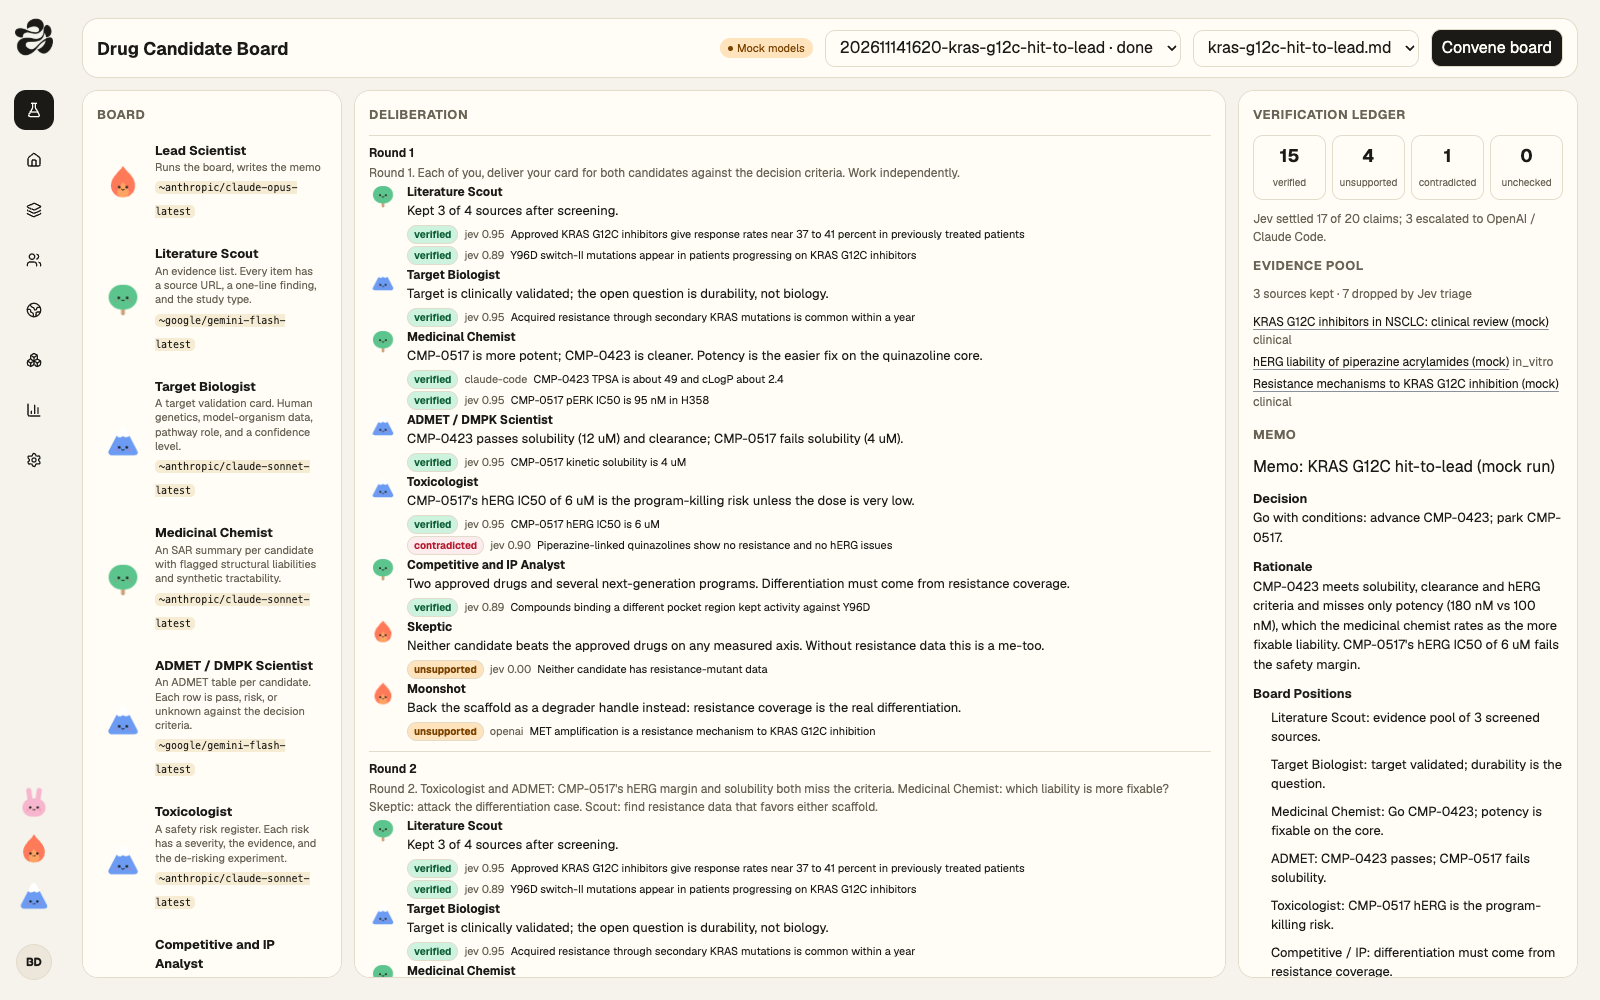 Drug Candidate Board
Mock models
202611141620-kras-g12c-hit-to-lead · done
kras-g12c-hit-to-lead.md
Convene board
BOARD
Lead Scientist
Runs the board, writes the memo
~anthropic/claude-opus-
latest
Literature Scout
An evidence list. Every item has
a source URL, a one-line finding,
and the study type.
~google/gemini-flash-
latest
Target Biologist
A target validation card. Human
genetics, model-organism data,
pathway role, and a confidence
level.
~anthropic/claude-sonnet-
latest
Medicinal Chemist
An SAR summary per candidate
with flagged structural liabilities
and synthetic tractability.
~anthropic/claude-sonnet-
latest
ADMET / DMPK Scientist
An ADMET table per candidate.
Each row is pass, risk, or
unknown against the decision
criteria.
~google/gemini-flash-
latest
Toxicologist
A safety risk register. Each risk
has a severity, the evidence, and
the de-risking experiment.
~anthropic/claude-sonnet-
latest
Competitive and IP
Analyst
BD
DELIBERATION
Round 1
Round 1. Each of you, deliver your card for both candidates against the decision criteria. Work independently.
Literature Scout
Kept 3 of 4 sources after screening.
verified jev 0.95 Approved KRAS G12C inhibitors give response rates near 37 to 41 percent in previously treated patients
verified jev 0.89 Y96D switch-II mutations appear in patients progressing on KRAS G12C inhibitors
Target Biologist
Target is clinically validated; the open question is durability, not biology.
verified jev 0.95 Acquired resistance through secondary KRAS mutations is common within a year
Medicinal Chemist
CMP-0517 is more potent; CMP-0423 is cleaner. Potency is the easier fix on the quinazoline core.
verified claude-code CMP-0423 TPSA is about 49 and cLogP about 2.4
verified jev 0.95 CMP-0517 pERK IC50 is 95 nM in H358
ADMET / DMPK Scientist
CMP-0423 passes solubility (12 uM) and clearance; CMP-0517 fails solubility (4 uM).
verified jev 0.95 CMP-0517 kinetic solubility is 4 uM
Toxicologist
CMP-0517's hERG IC50 of 6 uM is the program-killing risk unless the dose is very low.
verified jev 0.95 CMP-0517 hERG IC50 is 6 uM
contradicted jev 0.90 Piperazine-linked quinazolines show no resistance and no hERG issues
Competitive and IP Analyst
Two approved drugs and several next-generation programs. Differentiation must come from resistance coverage.
verified jev 0.89 Compounds binding a different pocket region kept activity against Y96D
Skeptic
Neither candidate beats the approved drugs on any measured axis. Without resistance data this is a me-too.
unsupported jev 0.00 Neither candidate has resistance-mutant data
Moonshot
Back the scaffold as a degrader handle instead: resistance coverage is the real differentiation.
unsupported openai MET amplification is a resistance mechanism to KRAS G12C inhibition
Round 2
Round 2. Toxicologist and ADMET: CMP-0517's hERG margin and solubility both miss the criteria. Medicinal Chemist: which liability is more fixable?
Skeptic: attack the differentiation case. Scout: find resistance data that favors either scaffold.
Literature Scout
Kept 3 of 4 sources after screening.
verified jev 0.95 Approved KRAS G12C inhibitors give response rates near 37 to 41 percent in previously treated patients
verified jev 0.89 Y96D switch-II mutations appear in patients progressing on KRAS G12C inhibitors
Target Biologist
Target is clinically validated; the open question is durability, not biology.
verified jev 0.95 Acquired resistance through secondary KRAS mutations is common within a year
Medicinal Chemist
VERIFICATION LEDGER
15 4 1 0
verified unsupported contradicted unchecked
Jev settled 17 of 20 claims; 3 escalated to OpenAI /
Claude Code.
EVIDENCE POOL
3 sources kept · 7 dropped by Jev triage
KRAS G12C inhibitors in NSCLC: clinical review (mock)
clinical
hERG liability of piperazine acrylamides (mock) in_vitro
Resistance mechanisms to KRAS G12C inhibition (mock)
clinical
MEMO
Memo: KRAS G12C hit-to-lead (mock run)
Decision
Go with conditions: advance CMP-0423; park CMP-
0517.
Rationale
CMP-0423 meets solubility, clearance and hERG
criteria and misses only potency (180 nM vs 100
nM), which the medicinal chemist rates as the more
fixable liability. CMP-0517's hERG IC50 of 6 uM fails
the safety margin.
Board Positions
Literature Scout: evidence pool of 3 screened
sources.
Target Biologist: target validated; durability is the
question.
Medicinal Chemist: Go CMP-0423; potency is
fixable on the core.
ADMET: CMP-0423 passes; CMP-0517 fails
solubility.
Toxicologist: CMP-0517 hERG is the program-
killing risk.
Competitive / IP: differentiation must come from
resistance coverage.